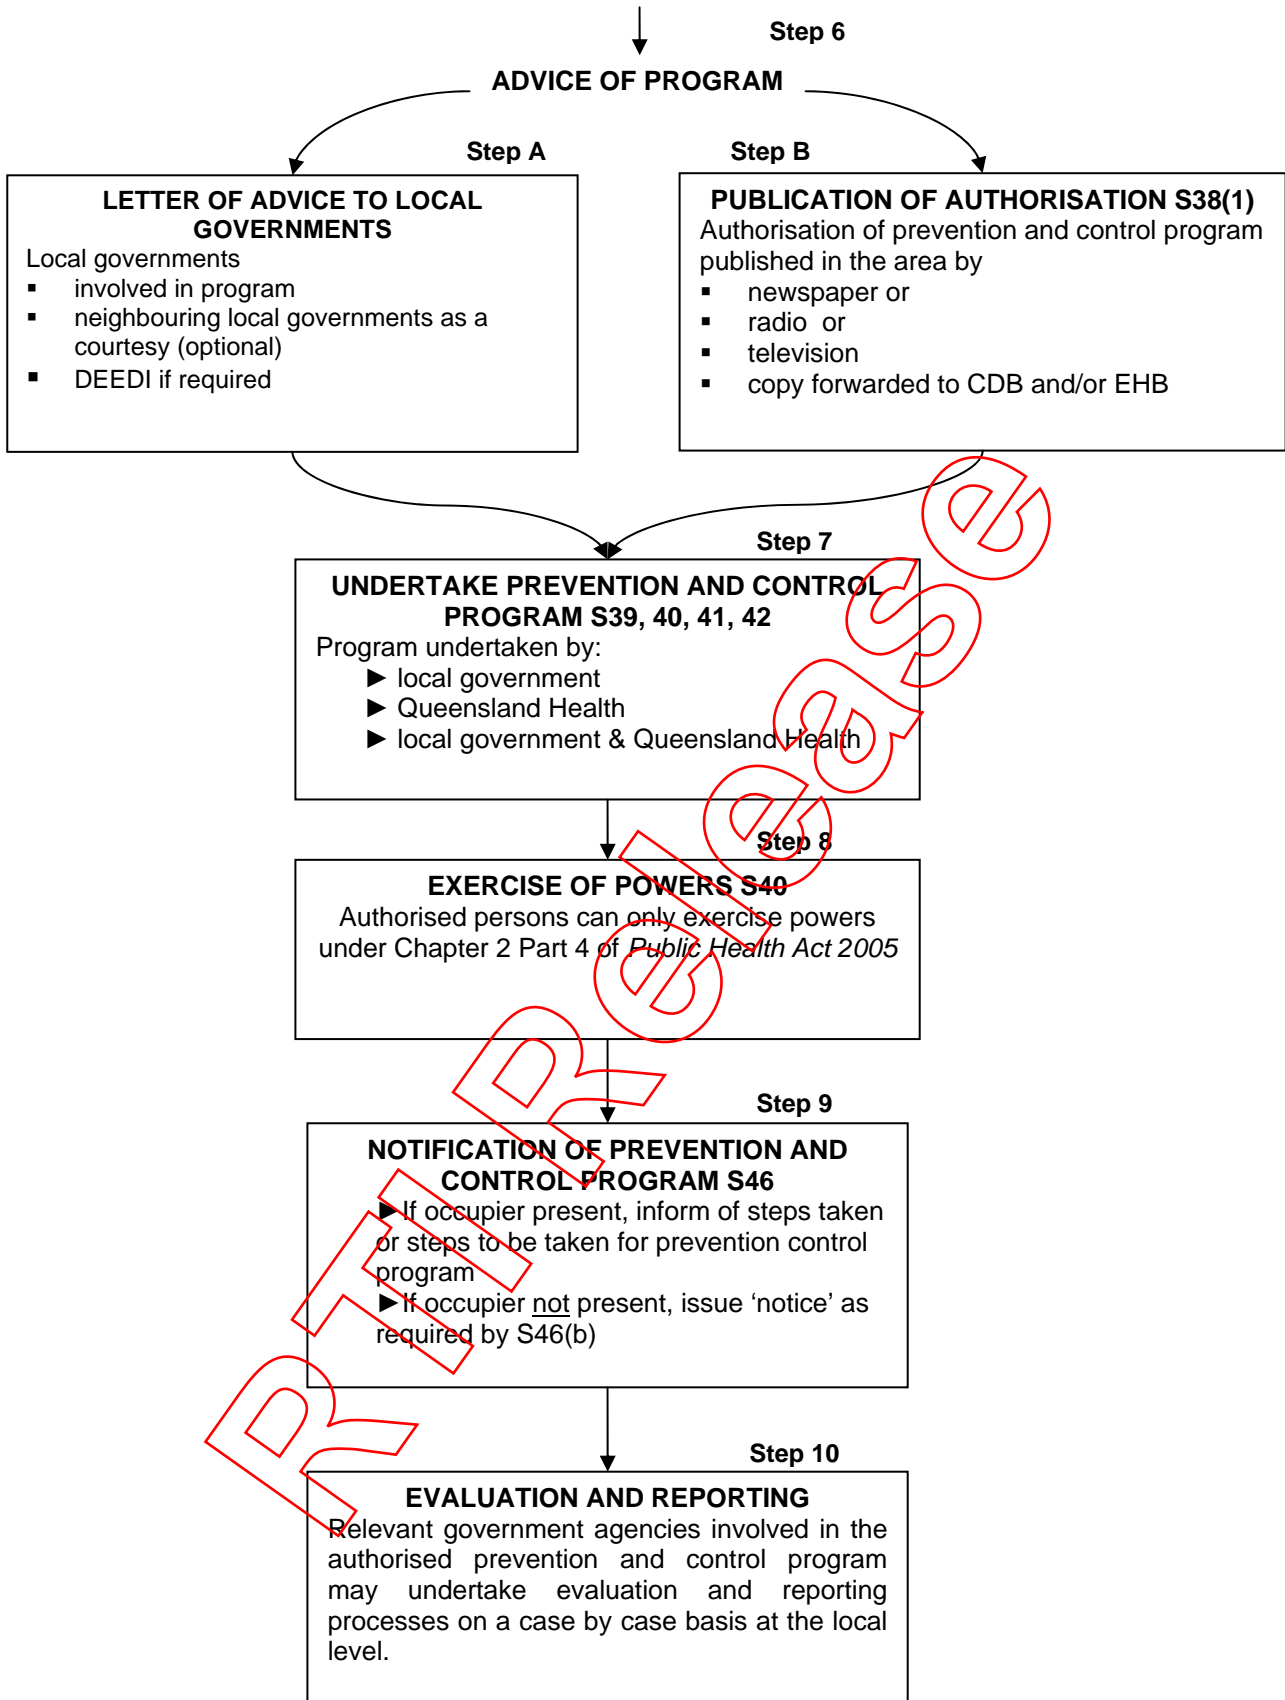 Step 6
ADVICE OF PROGRAM
Step A
LETTER OF ADVICE TO LOCAL
GOVERNMENTS
Local governments
▪ involved in program
▪ neighbouring local governments as a
courtesy (optional)
▪ DEEDI if required
Step B
PUBLICATION OF AUTHORISATION S38(1)
Authorisation of prevention and control program
published in the area by
▪ newspaper or
▪ radio or
▪ television
▪ copy forwarded to CDB and/or EHB
Step 7
UNDERTAKE PREVENTION AND CONTROL
PROGRAM S39, 40, 41, 42
Program undertaken by:
► local government
► Queensland Health
► local government & Queensland Health
Step 8
EXERCISE OF POWERS S40
Authorised persons can only exercise powers
under Chapter 2 Part 4 of Public Health Act 2005
Step 9
NOTIFICATION OF PREVENTION AND
CONTROL PROGRAM S46
►If occupier present, inform of steps taken
or steps to be taken for prevention control
program
►If occupier not present, issue ‘notice’ as
required by S46(b)
Step 10
EVALUATION AND REPORTING
Relevant government agencies involved in the
authorised prevention and control program
may undertake evaluation and reporting
processes on a case by case basis at the local
level.
RTI Release